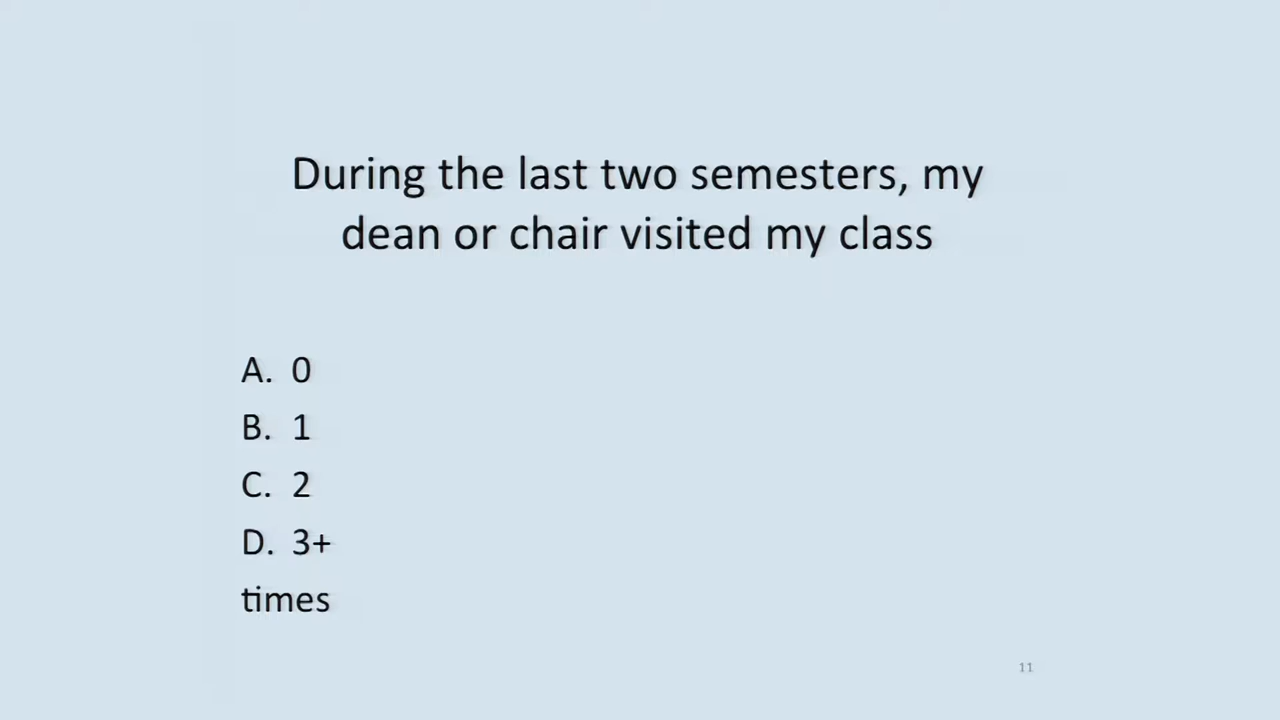 During the last two semesters, my
dean or chair visited my class
A. 0
B. 1
C. 2
D. 3+
times
11